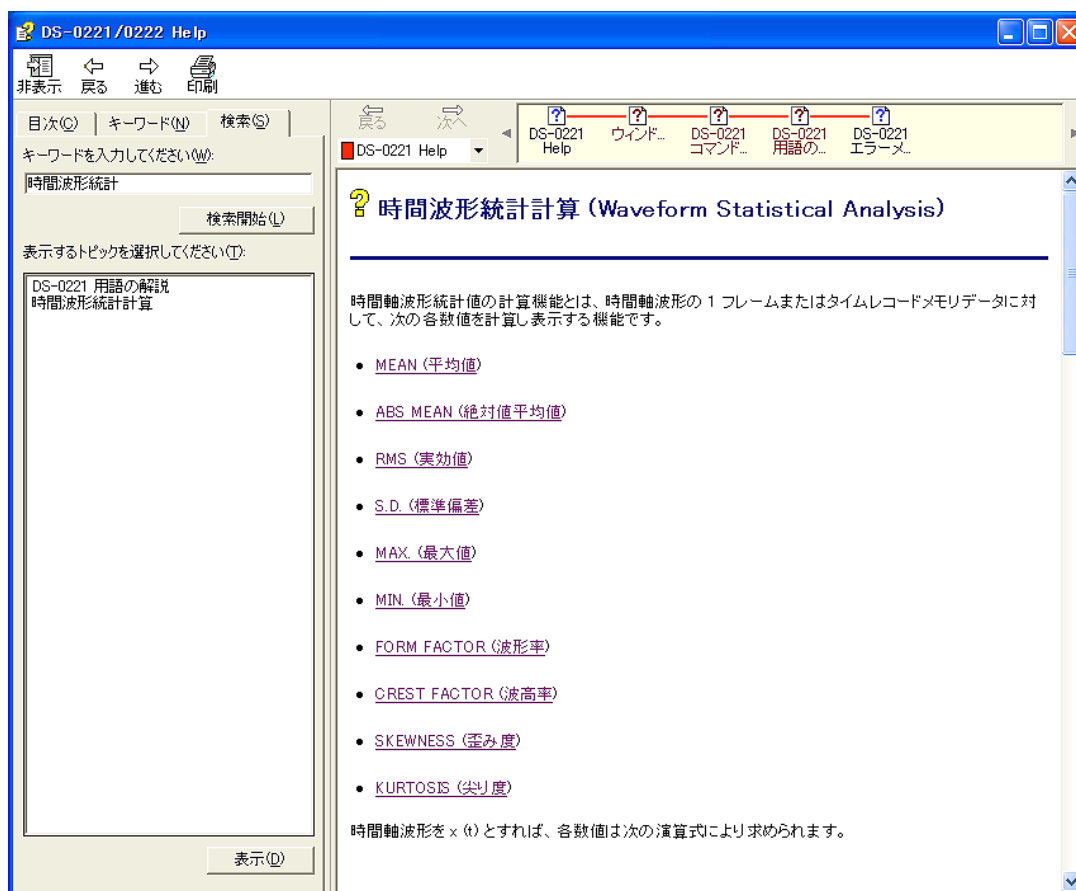 DS-0221/0222 Help
非表示 戻る 進む 印刷
目次(C) キーワード(N) 検索(S)
キーワードを入力してください(W):
時間波形統計
検索開始(L)
表示するトピックを選択してください(T):
DS-0221 用語の解説
時間波形統計計算
表示(D)
戻る 次へ
DS-0221 Help
DS-0221 Help
ウィンド...
DS-0221 コマンド...
DS-0221 用語の...
DS-0221 エラーメ...
時間波形統計計算 (Waveform Statistical Analysis)
時間軸波形統計値の計算機能とは、時間軸波形の 1 フレームまたはタイムレコードメモリデータに対
して、次の各数値を計算し表示する機能です。
• MEAN (平均値)
• ABS MEAN (絶対値平均値)
• RMS (実効値)
• S.D. (標準偏差)
• MAX. (最大値)
• MIN. (最小値)
• FORM FACTOR (波形率)
• CREST FACTOR (波高率)
• SKEWNESS (歪み度)
• KURTOSIS (尖り度)
時間軸波形を x (t) とすれば、各数値は次の演算式により求められます。